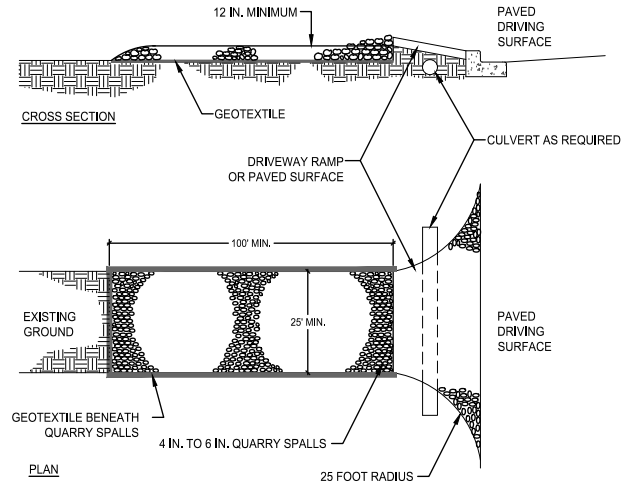 12 IN. MINIMUM
PAVED
DRIVING
SURFACE
GEOTEXTILE
CROSS SECTION
CULVERT AS REQUIRED
DRIVEWAY RAMP
OR PAVED SURFACE
100' MIN.
EXISTING
GROUND
25' MIN.
PAVED
DRIVING
SURFACE
GEOTEXTILE BENEATH
QUARRY SPALLS
4 IN. TO 6 IN. QUARRY SPALLS
PLAN
25 FOOT RADIUS